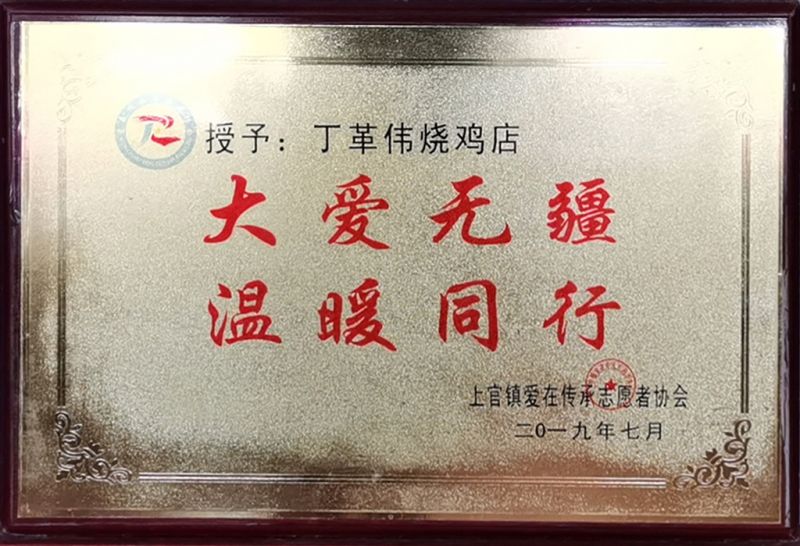 授予：丁革伟烧鸡店
大爱无疆
温暖同行
上官镇爱在传承志愿者协会
二0一九年七月